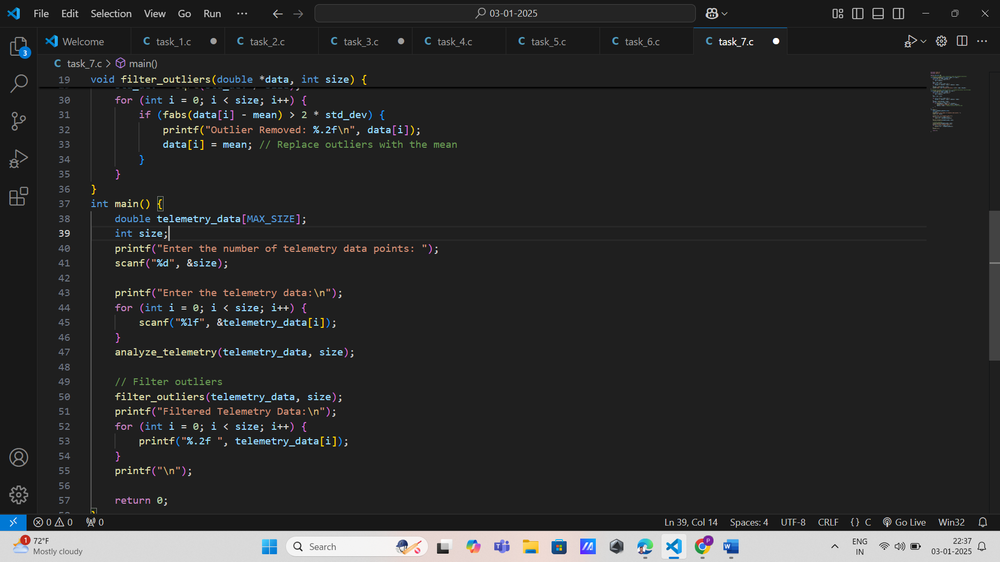 File Edit Selection View Go Run ...
03-01-2025
Welcome
C task_1.c
C task_2.c
C task_3.c
C task_4.c
C task_5.c
C task_6.c
C task_7.c
3
C task_7.c > main()
19 void filter_outliers(double *data, int size) {
30 for (int i = 0; i < size; i++) {
31 if (fabs(data[i] - mean) > 2 * std_dev) {
32 printf("Outlier Removed: %.2f\n", data[i]);
33 data[i] = mean; // Replace outliers with the mean
34 }
35 }
36 }
37 int main() {
38 double telemetry_data[MAX_SIZE];
39 int size;
40 printf("Enter the number of telemetry data points: ");
41 scanf("%d", &size);
42
43 printf("Enter the telemetry data:\n");
44 for (int i = 0; i < size; i++) {
45 scanf("%lf", &telemetry_data[i]);
46 }
47 analyze_telemetry(telemetry_data, size);
48
49 // Filter outliers
50 filter_outliers(telemetry_data, size);
51 printf("Filtered Telemetry Data:\n");
52 for (int i = 0; i < size; i++) {
53 printf("%.2f ", telemetry_data[i]);
54 }
55 printf("\n");
56
57 return 0;
0 0 0 Ln 39, Col 14 Spaces: 4 UTF-8 CRLF {} C Go Live Win32
1 72°F
Mostly cloudy
Search
P
ENG
IN
22:37
03-01-2025